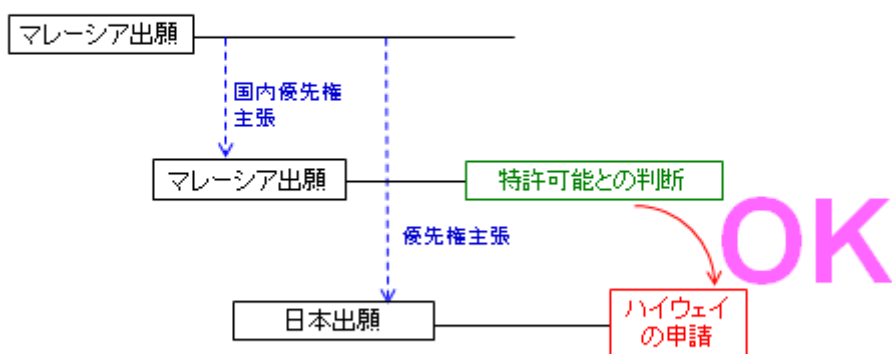 マレーシア出願
国内優先権
主張
マレーシア出願
特許可能との判断
OK
優先権主張
日本出願
ハイウェイ
の申請